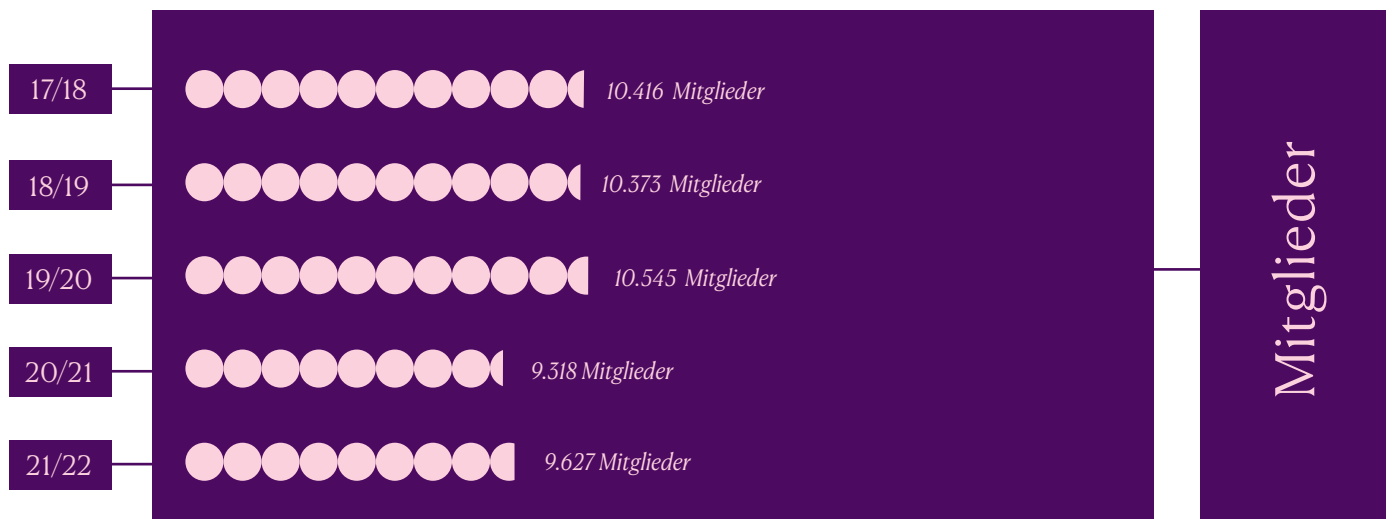 17/18
10.416 Mitglieder
18/19
10.373 Mitglieder
19/20
10.545 Mitglieder
20/21
9.318 Mitglieder
21/22
9.627 Mitglieder
Mitglieder